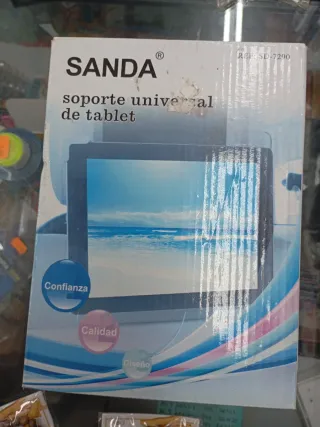 SANDA®
soporte universal
de tablet
Confianza
Calidad